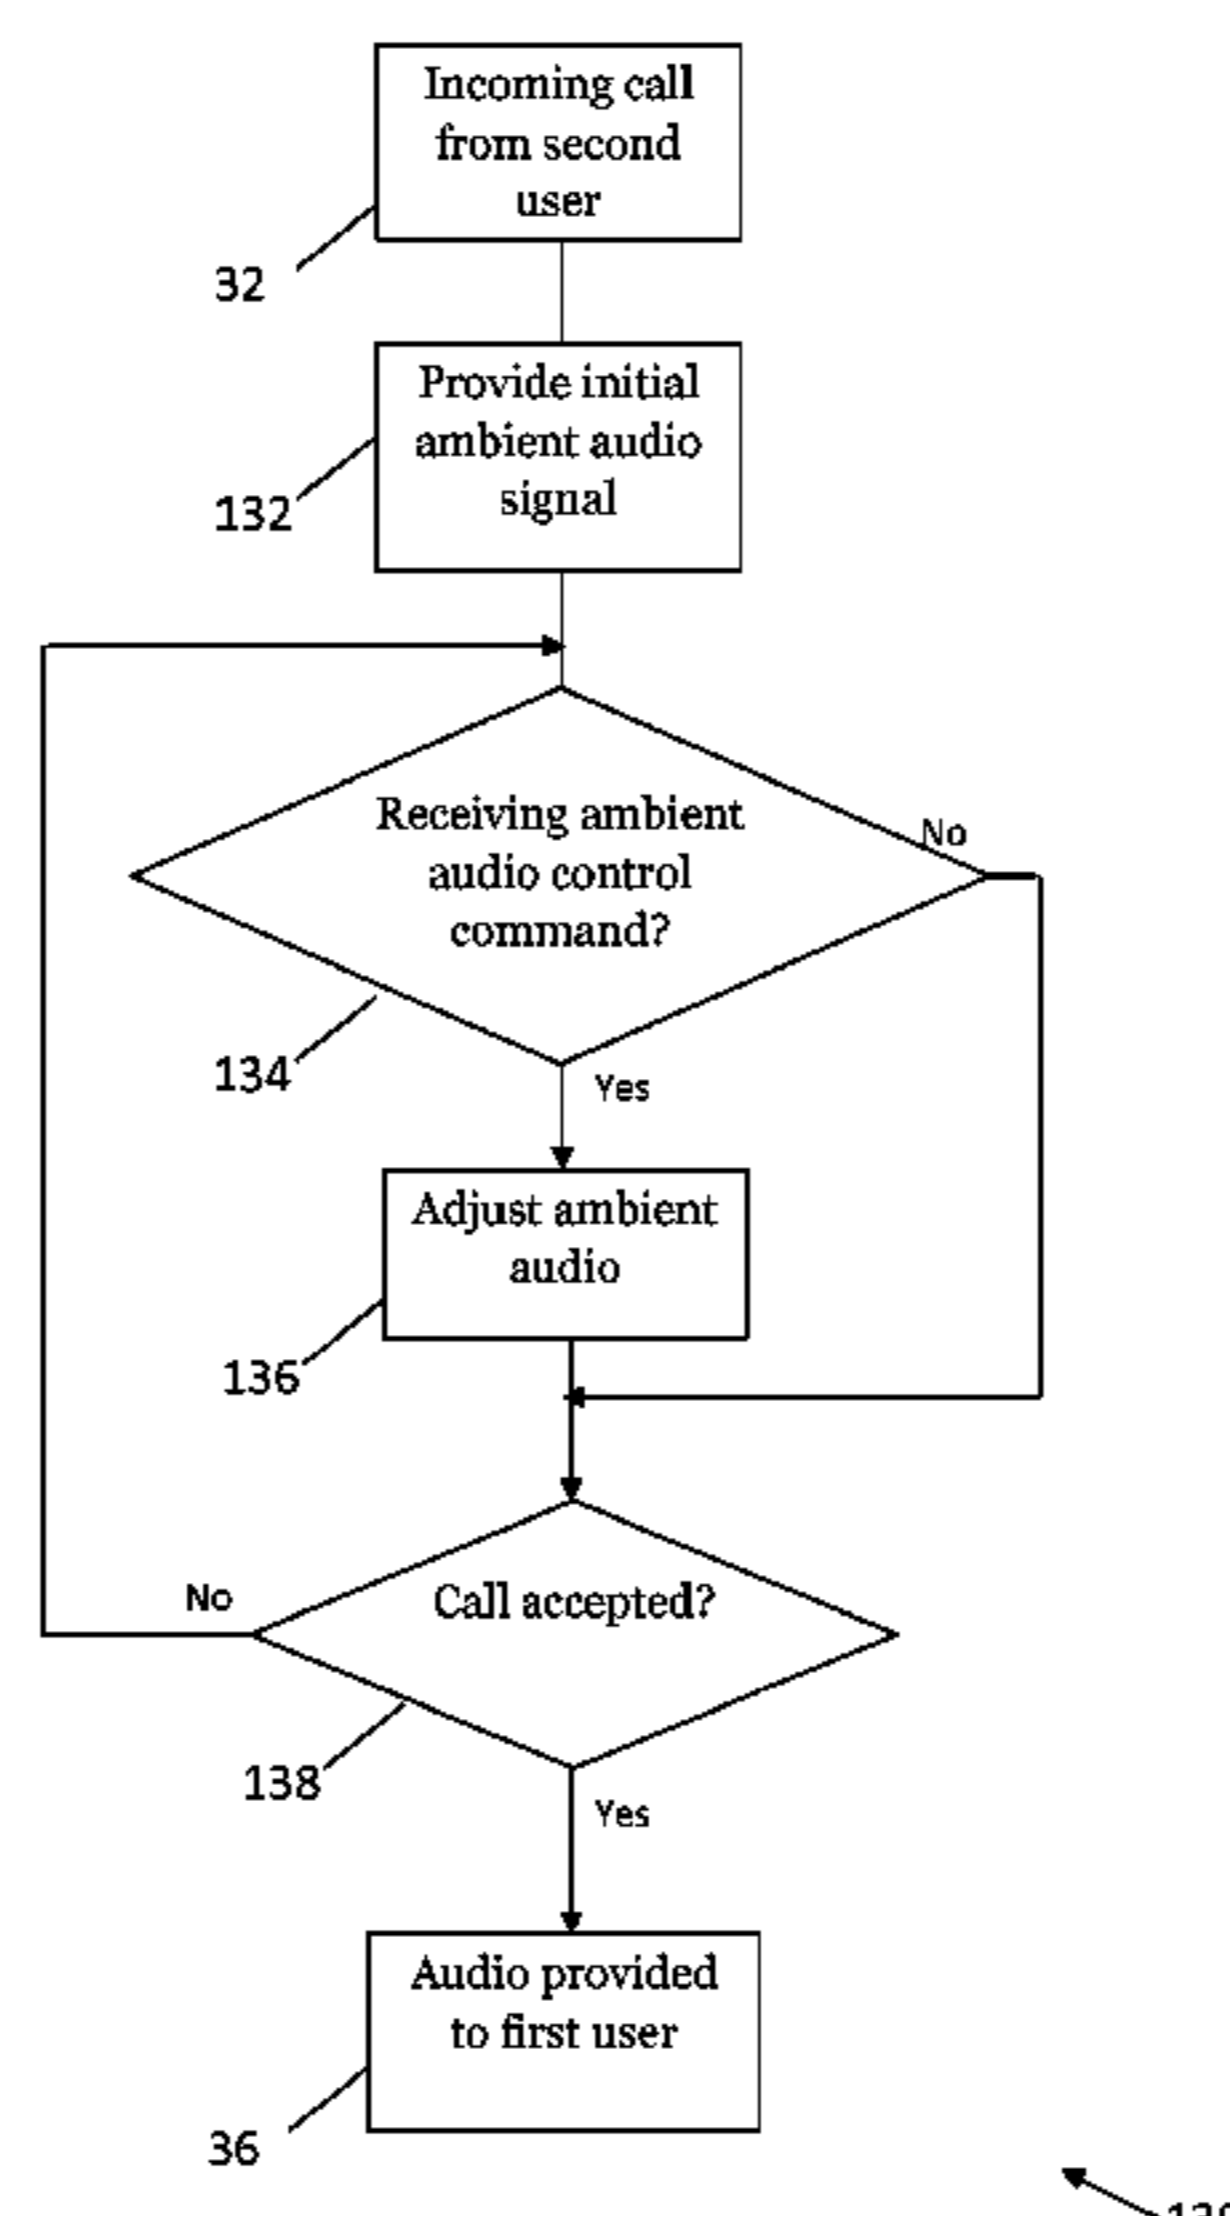 Incoming call
from second
user
32
Provide initial
ambient audio
signal
132
Receiving ambient
audio control
command?
No
134
Yes
Adjust ambient
audio
136
Call accepted?
No
138
Yes
Audio provided
to first user
36